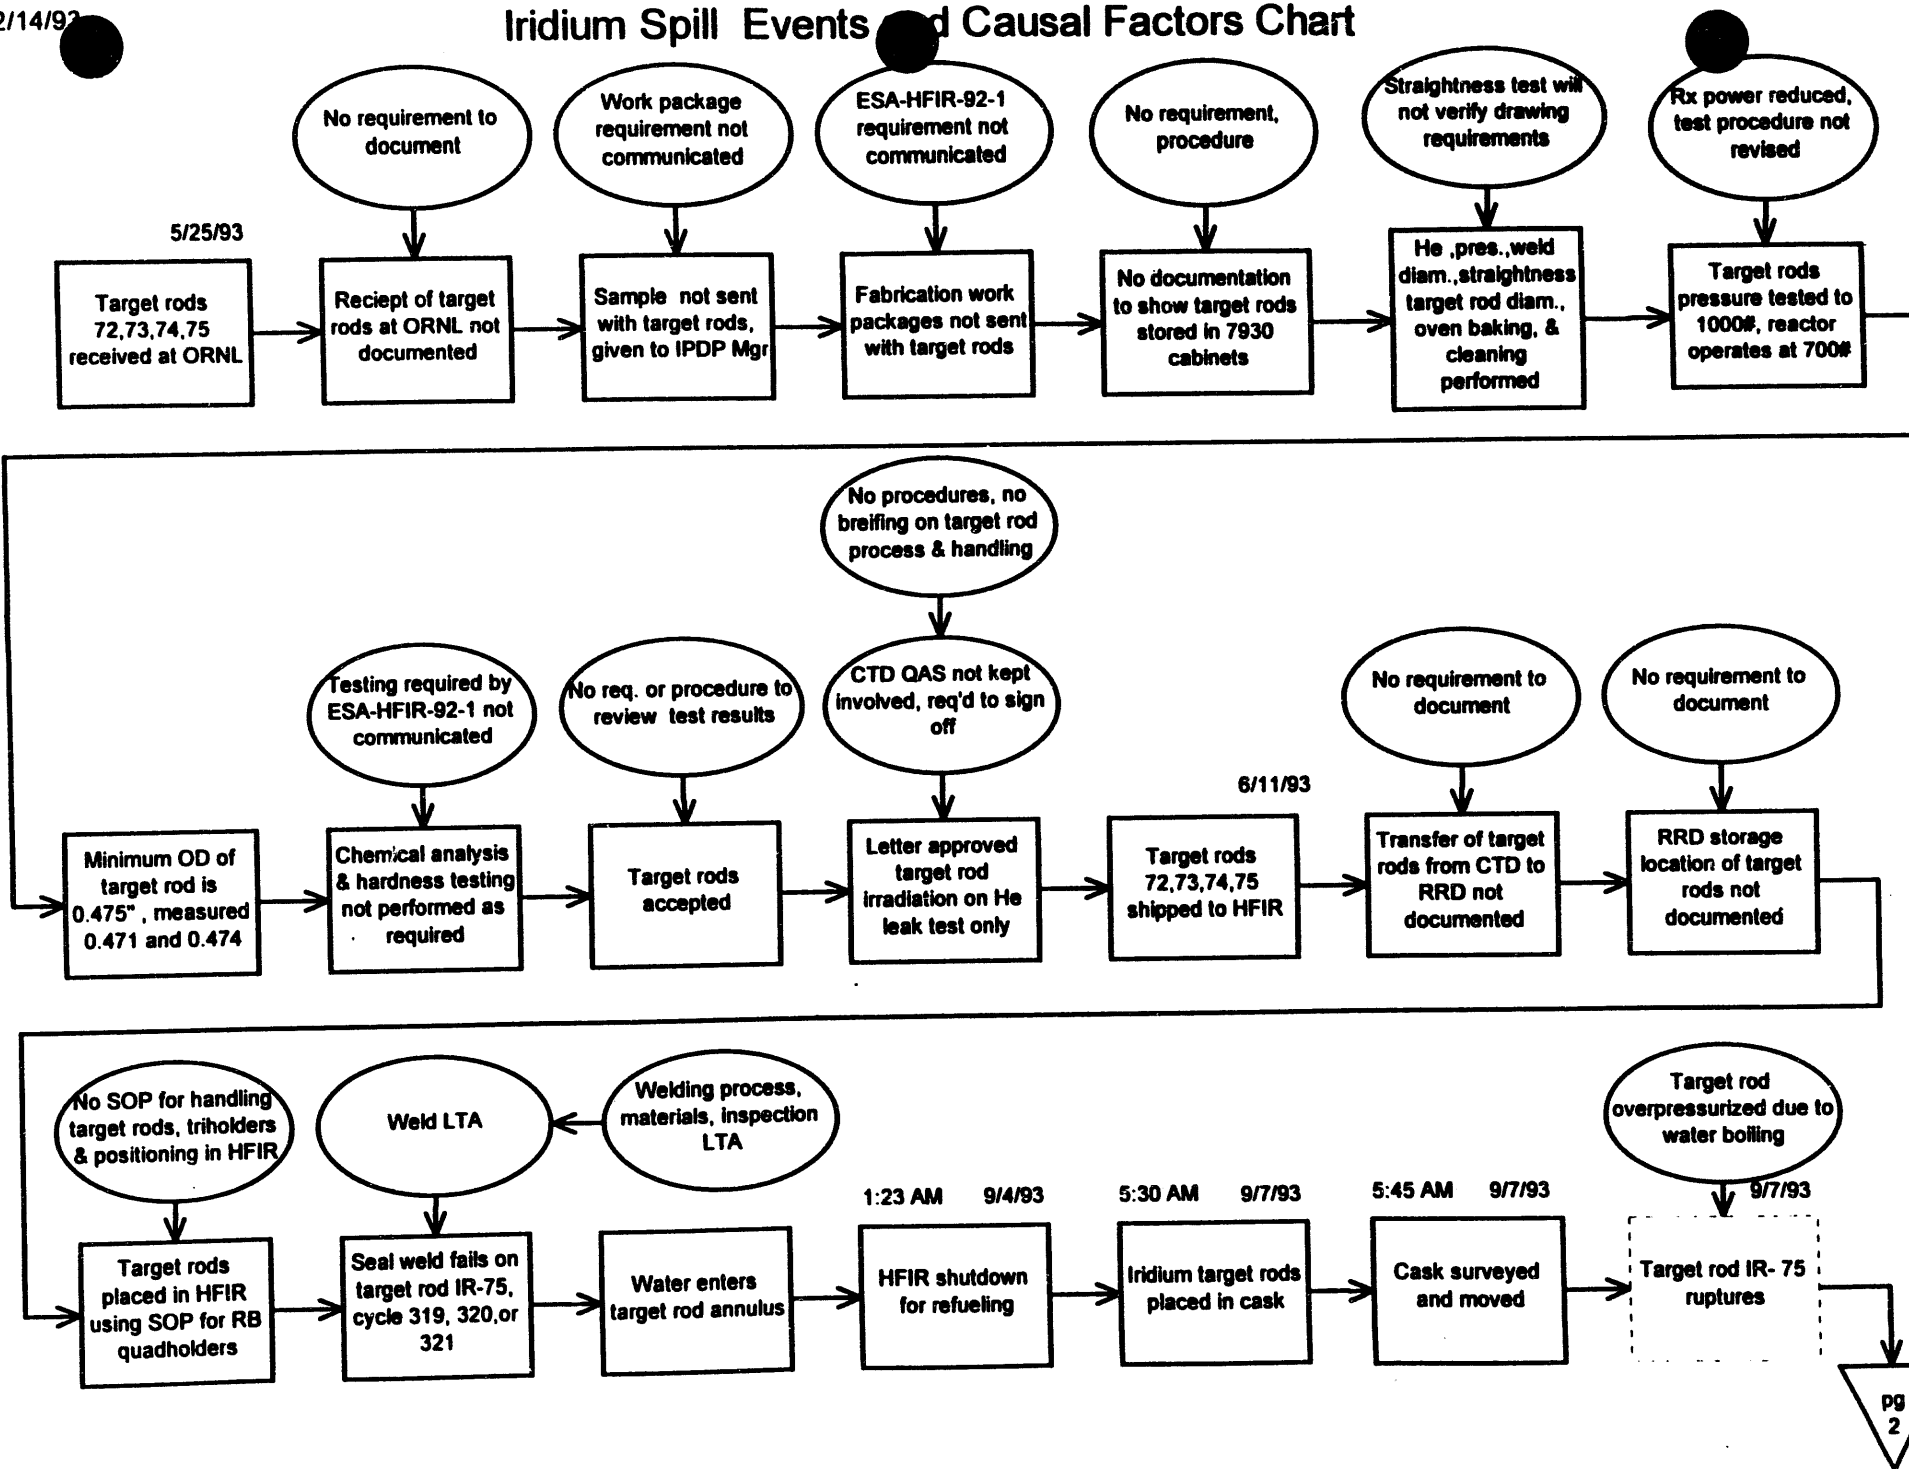 2/14/93
Iridium Spill Events and Causal Factors Chart
No requirement to
document
Work package
requirement not
communicated
ESA-HFIR-92-1
requirement not
communicated
No requirement,
procedure
Straightness test will
not verify drawing
requirements
Rx power reduced,
test procedure not
revised
5/25/93
Target rods
72,73,74,75
received at ORNL
Reciept of target
rods at ORNL not
documented
Sample not sent
with target rods,
given to IPDP Mgr
Fabrication work
packages not sent
with target rods
No documentation
to show target rods
stored in 7930
cabinets
He ,pres.,weld
diam.,straightness
target rod diam.,
oven baking, &
cleaning
performed
Target rods
pressure tested to
1000#, reactor
operates at 700#
No procedures, no
breifing on target rod
process & handling
Testing required by
ESA-HFIR-92-1 not
communicated
No req. or procedure to
review test results
CTD QAS not kept
involved, req'd to sign
off
No requirement to
document
No requirement to
document
6/11/93
Minimum OD of
target rod is
0.475" , measured
0.471 and 0.474
Chemical analysis
& hardness testing
not performed as
required
Target rods
accepted
Letter approved
target rod
irradiation on He
leak test only
Target rods
72,73,74,75
shipped to HFIR
Transfer of target
rods from CTD to
RRD not
documented
RRD storage
location of target
rods not
documented
No SOP for handling
target rods, triholders
& positioning in HFIR
Weld LTA
Welding process,
materials, inspection
LTA
Target rod
overpressurized due to
water boiling
1:23 AM 9/4/93
5:30 AM 9/7/93
5:45 AM 9/7/93
9/7/93
Target rods
placed in HFIR
using SOP for RB
quadholders
Seal weld fails on
target rod IR-75,
cycle 319, 320,or
321
Water enters
target rod annulus
HFIR shutdown
for refueling
Iridium target rods
placed in cask
Cask surveyed
and moved
Target rod IR- 75
ruptures
pg
2